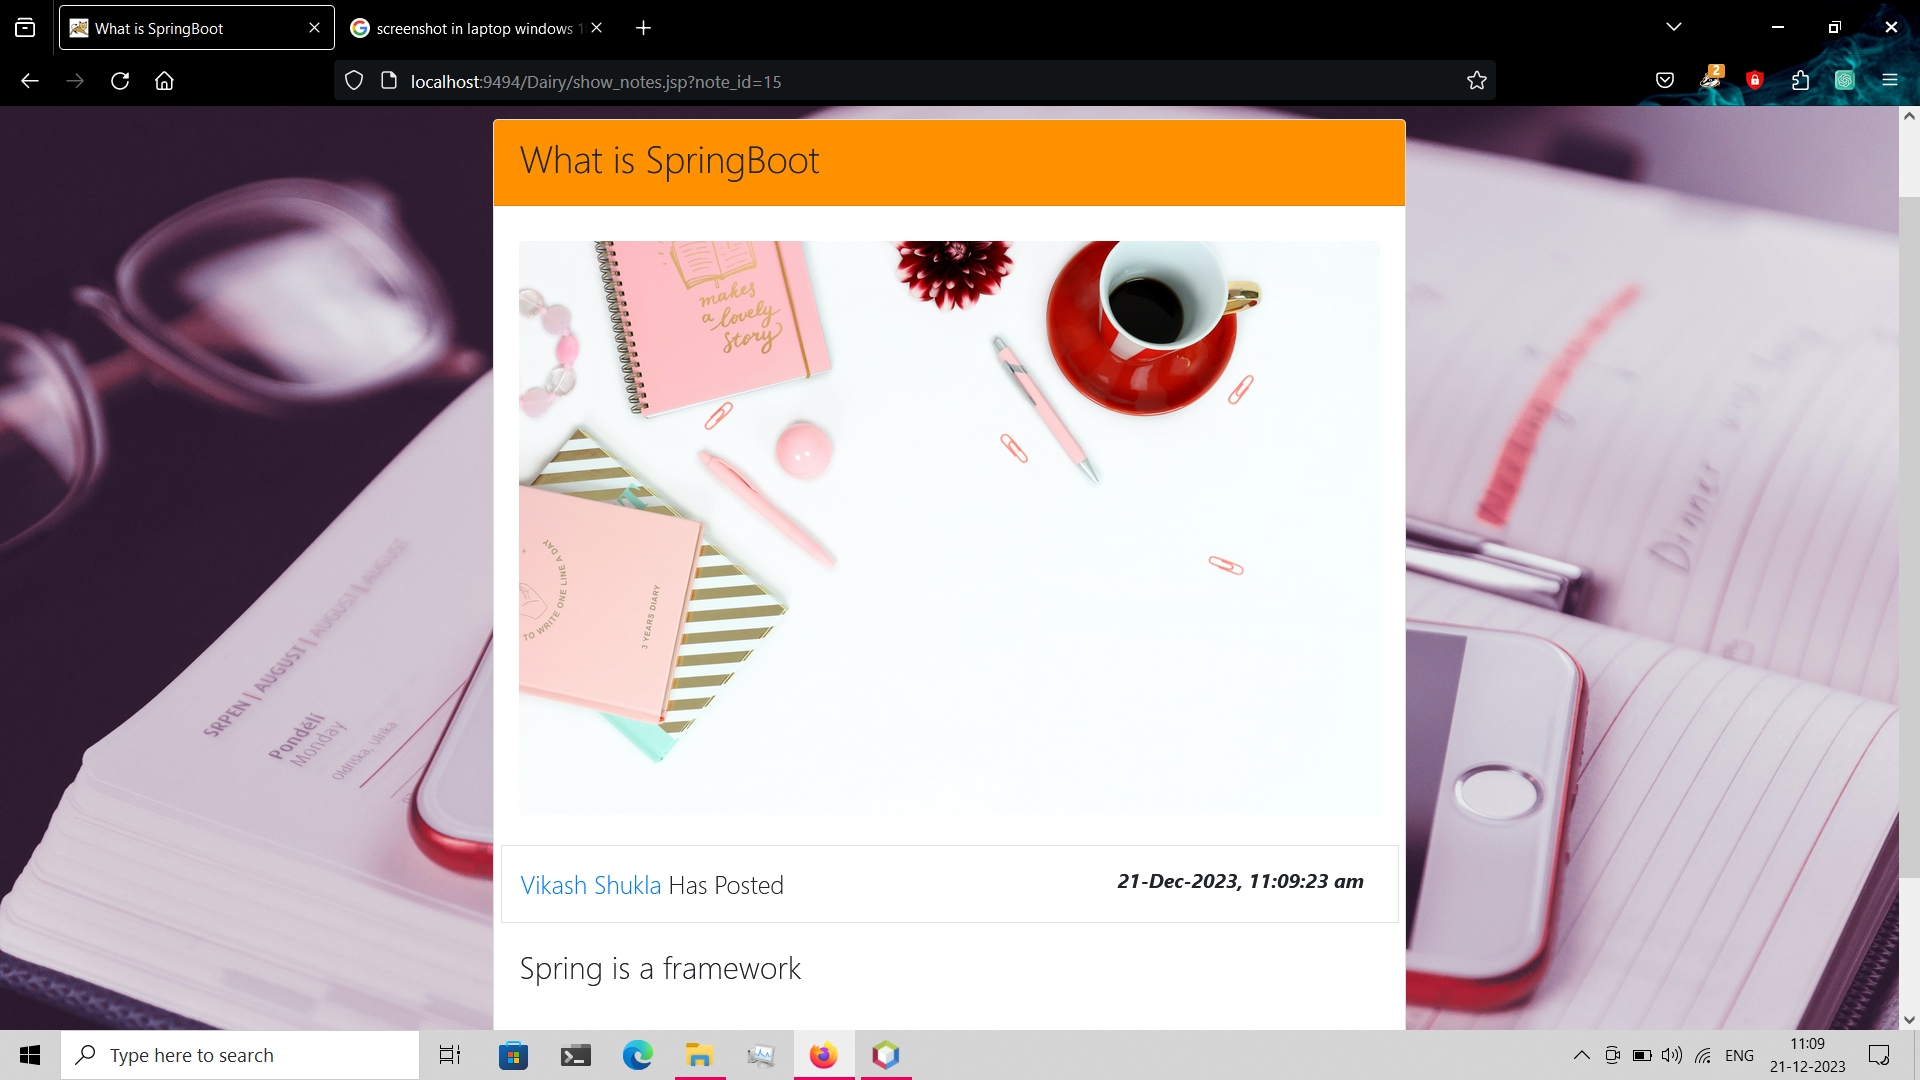 What is SpringBoot
screenshot in laptop windows 1
localhost:9494/Dairy/show_notes.jsp?note_id=15
2
What is SpringBoot
makes
a lovely
story
TO WRITE ONE LINE A DAY
3 YEARS DIARY
SRPEN | AUGUST | AUGUST | AUGUST
Pondělí
Monday
Oldřiška, Ulrika
Dinner
Vikash Shukla Has Posted
21-Dec-2023, 11:09:23 am
Spring is a framework
Type here to search
ENG
11:09
21-12-2023